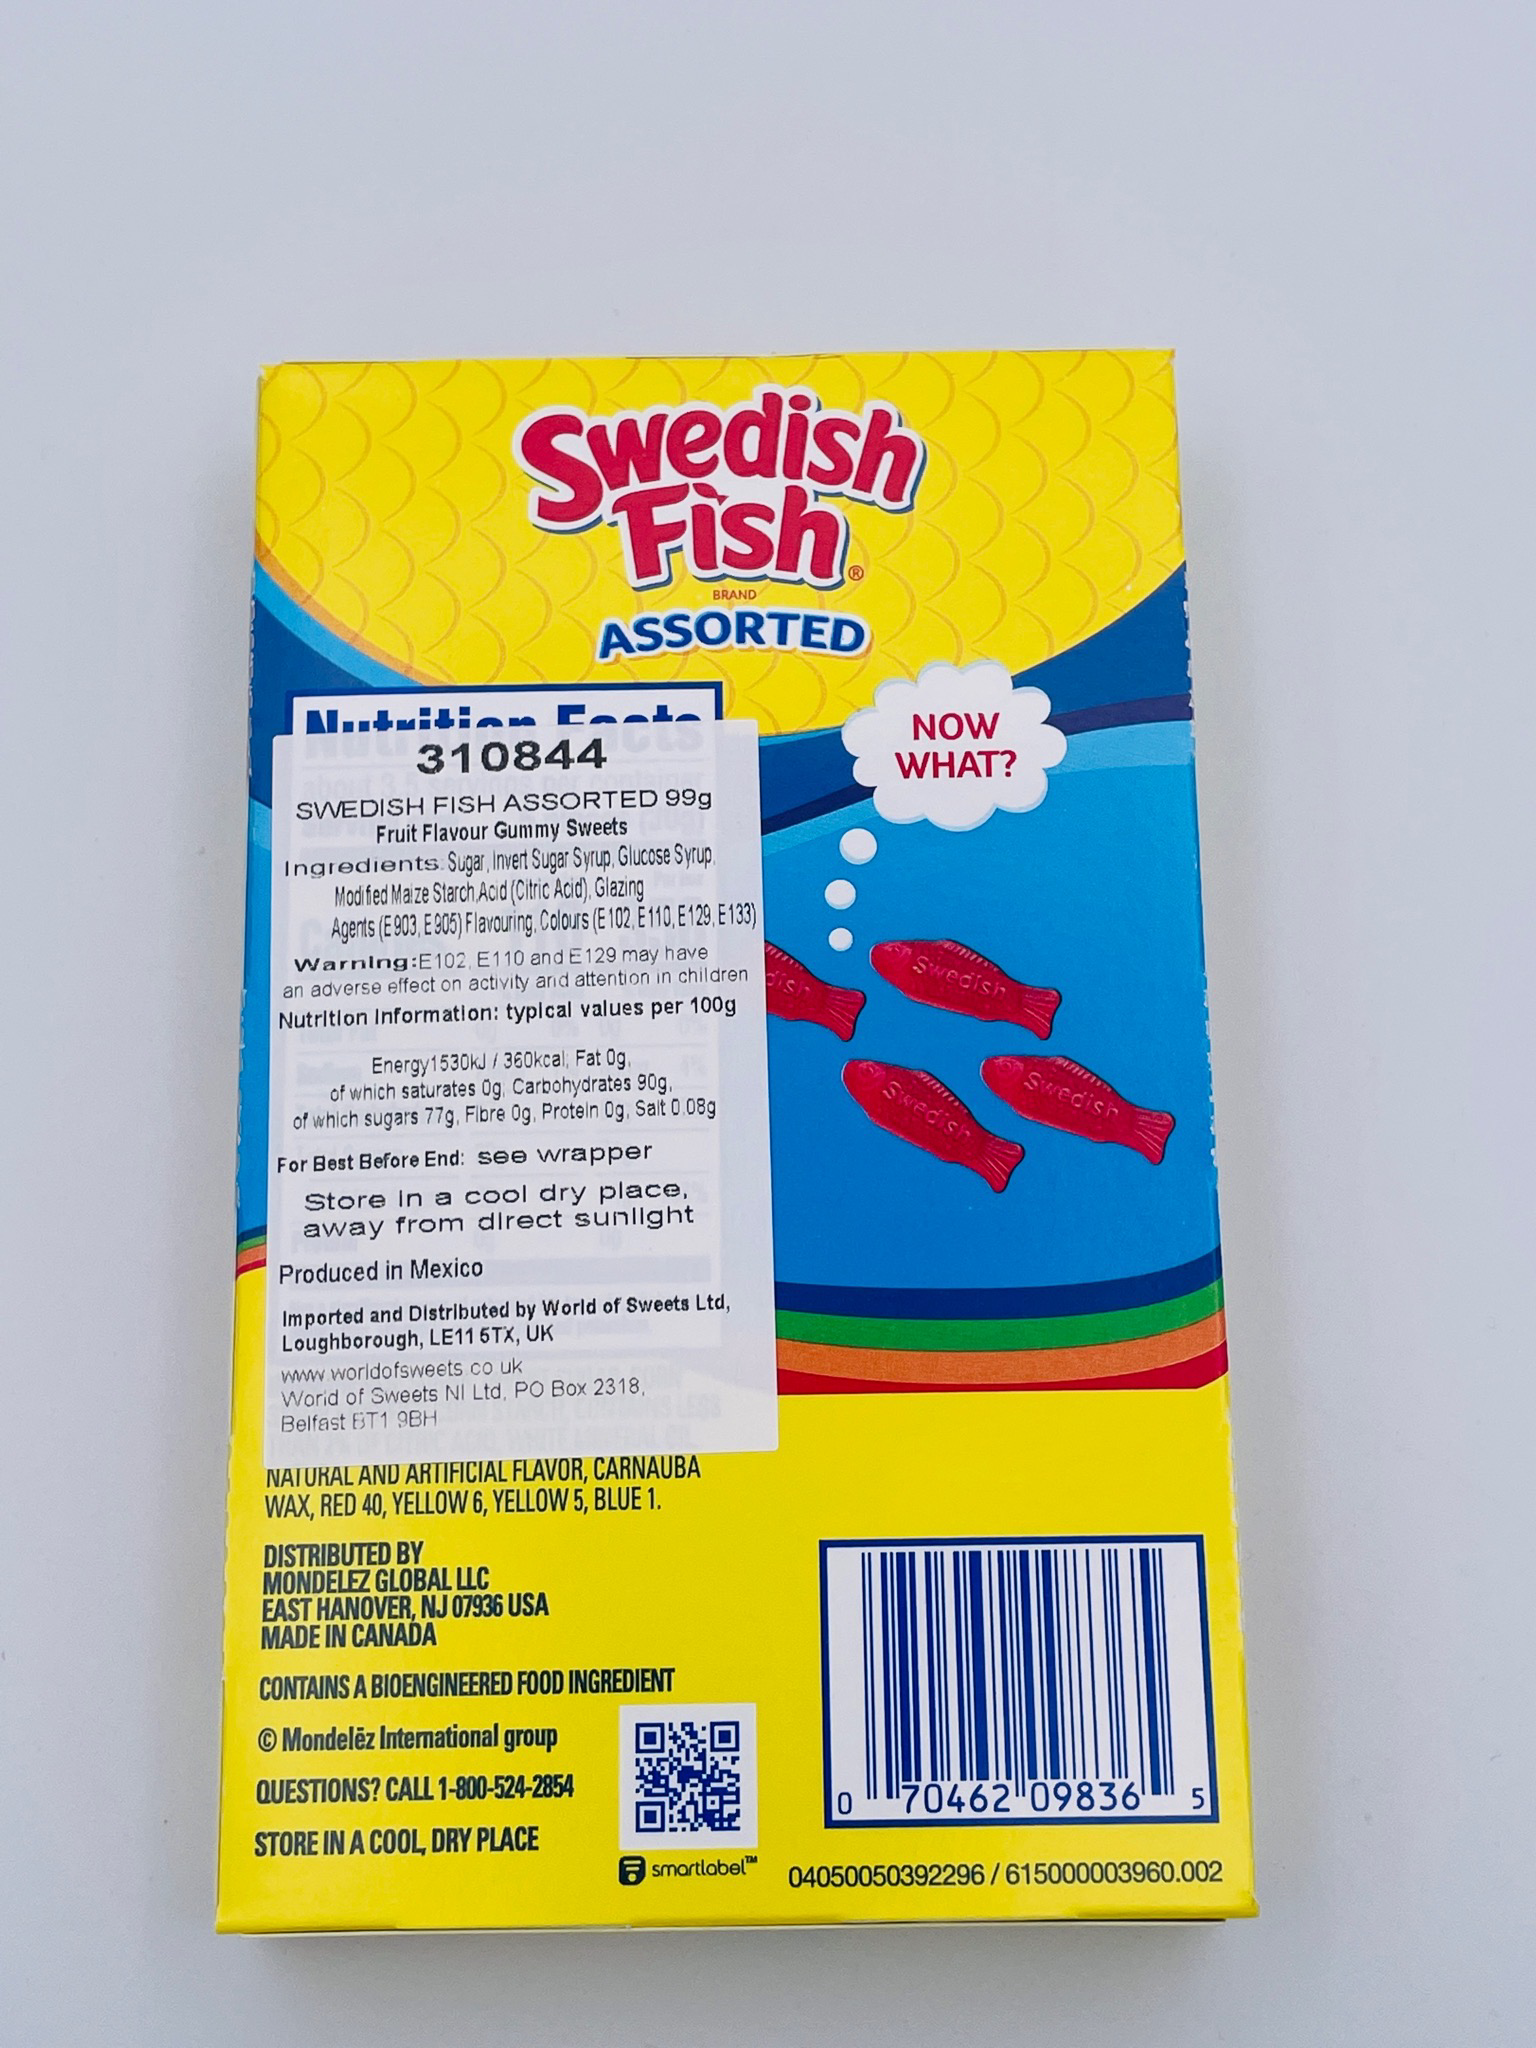 Swedish
Fish®
BRAND
ASSORTED
NOW
WHAT?
Nutrition Facts
310844
SWEDISH FISH ASSORTED 99g
Fruit Flavour Gummy Sweets
Ingredients: Sugar, Invert Sugar Syrup, Glucose Syrup,
Modified Maize Starch,Acid (Citric Acid), Glazing
Agents (E903, E905) Flavouring, Colours (E102, E110, E129, E133)
Warning:E102, E110 and E129 may have
an adverse effect on activity and attention in children
Nutrition Information: typical values per 100g
Energy1530kJ / 360kcal, Fat 0g,
of which saturates 0g, Carbohydrates 90g,
of which sugars 77g, Fibre 0g, Protein 0g, Salt 0.08g
For Best Before End: see wrapper
Store in a cool dry place,
away from direct sunlight
Produced in Mexico
Imported and Distributed by World of Sweets Ltd,
Loughborough, LE11 5TX, UK
www.worldofsweets.co.uk
World of Sweets NI Ltd, PO Box 2318,
Belfast BT1 9BH
dish
Swedish
Swedish
Swedish
NATURAL AND ARTIFICIAL FLAVOR, CARNAUBA
WAX, RED 40, YELLOW 6, YELLOW 5, BLUE 1.
DISTRIBUTED BY
MONDELEZ GLOBAL LLC
EAST HANOVER, NJ 07936 USA
MADE IN CANADA
CONTAINS A BIOENGINEERED FOOD INGREDIENT
© Mondelēz International group
QUESTIONS? CALL 1-800-524-2854
STORE IN A COOL, DRY PLACE
smartlabel™
0 70462 09836 5
04050050392296 / 615000003960.002